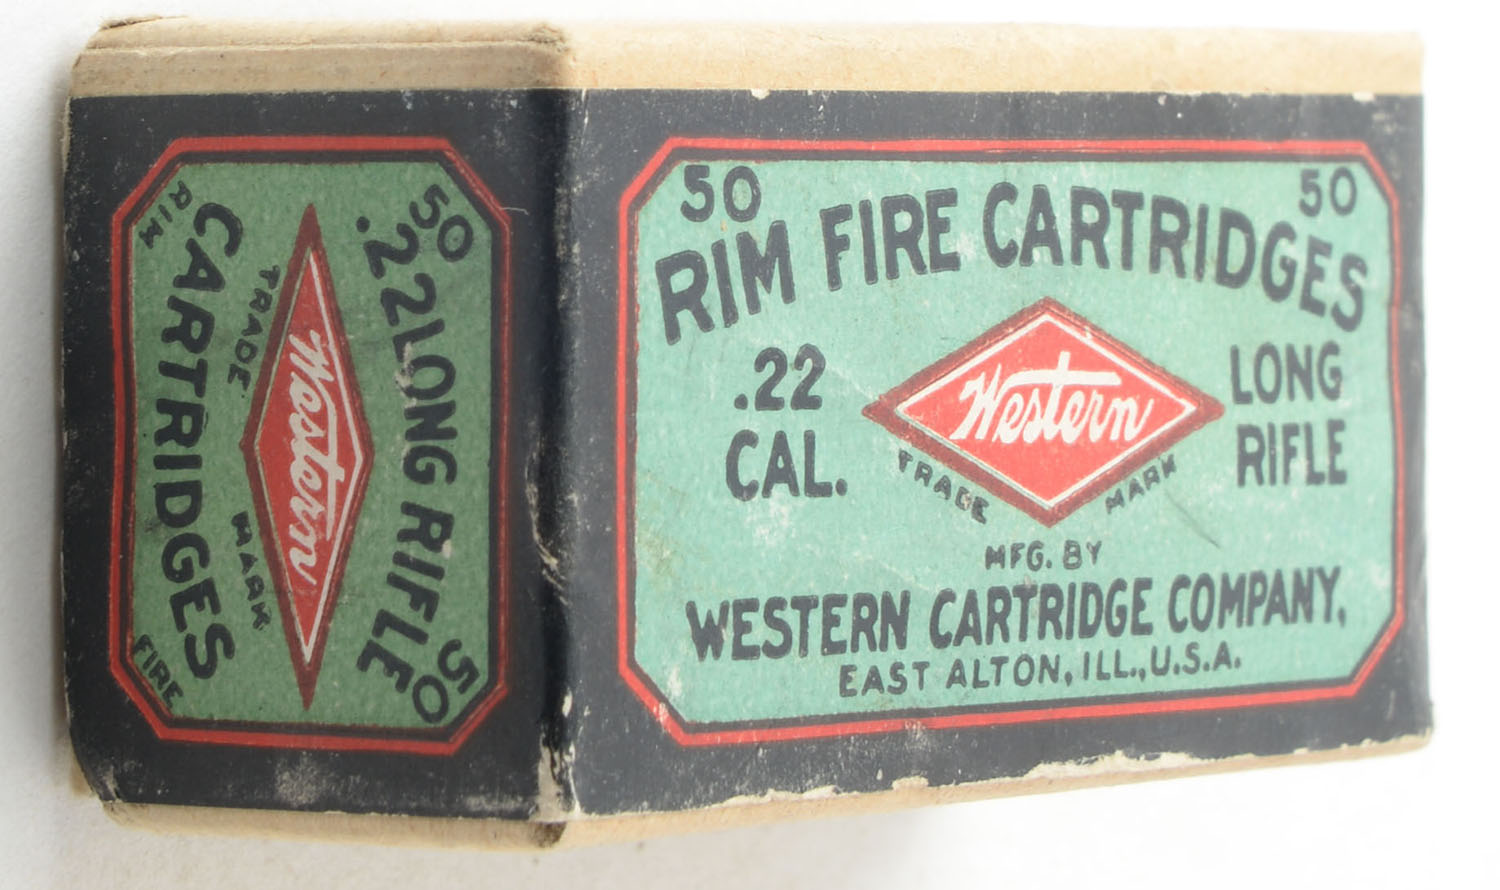 50 50
RIM FIRE CARTRIDGES
.22 LONG
CAL. RIFLE
Western
TRADE MARK
MFG. BY
WESTERN CARTRIDGE COMPANY,
EAST ALTON, ILL., U.S.A.
50 50
.22 LONG RIFLE
Western
TRADE MARK
CARTRIDGES
RIM FIRE